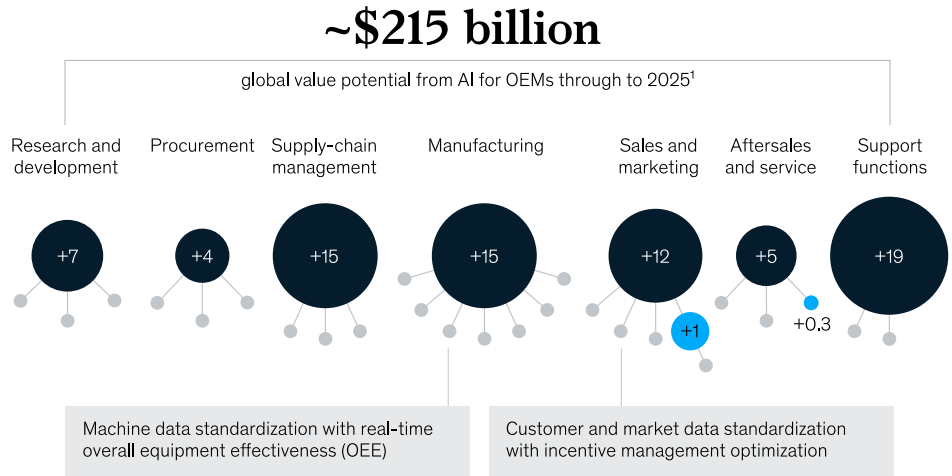 ~$215 billion
global value potential from AI for OEMs through to 2025¹
Research and
development
Procurement
Supply-chain
management
Manufacturing
Sales and
marketing
Aftersales
and service
Support
functions
+7
+4
+15
+15
+12
+5
+19
+1
+0.3
Machine data standardization with real-time
overall equipment effectiveness (OEE)
Customer and market data standardization
with incentive management optimization